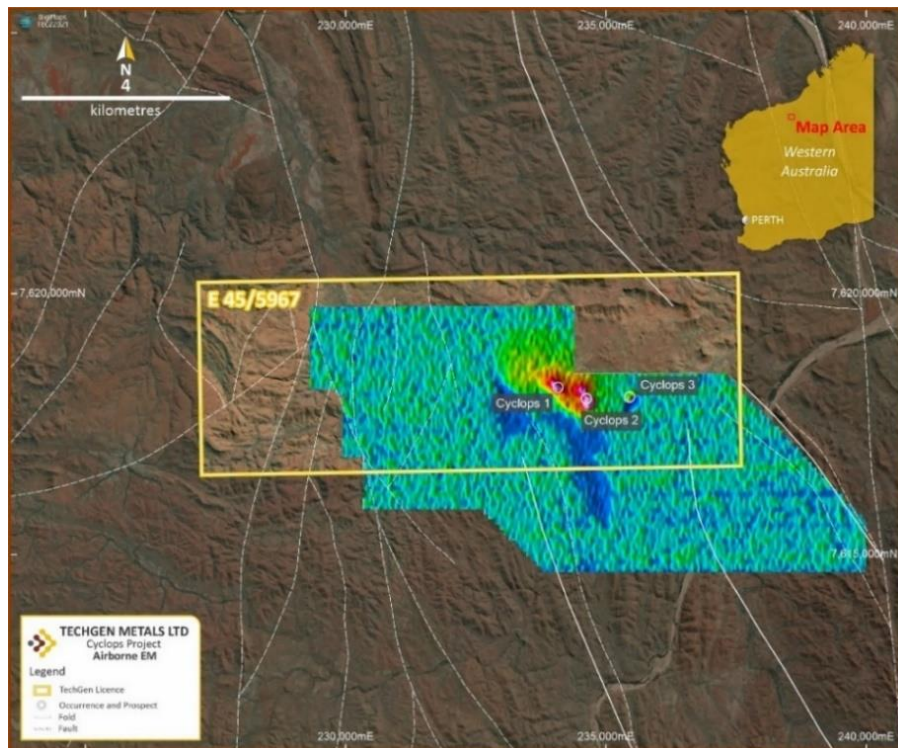 230,000mE
235,000mE
240,000mE
N
4
kilometres
Map Area
Western
Australia
PERTH
7,620,000mN
7,620,000mN
E 45/5967
Cyclops 3
Cyclops 1
Cyclops 2
7,615,000mN
TECHGEN METALS LTD
Cyclops Project
Airborne EM
Legend
TechGen Licence
Occurrence and Prospect
Fold
Fault
230,000mE
235,000mE
240,000mE